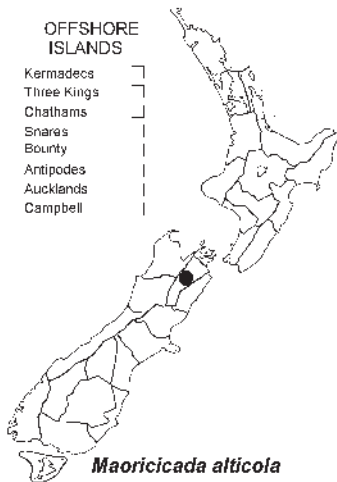 OFFSHORE
ISLANDS
Kermadecs
Three Kings
Chathams
Snares
Bounty
Antipodes
Aucklands
Campbell
Maoricicada alticola